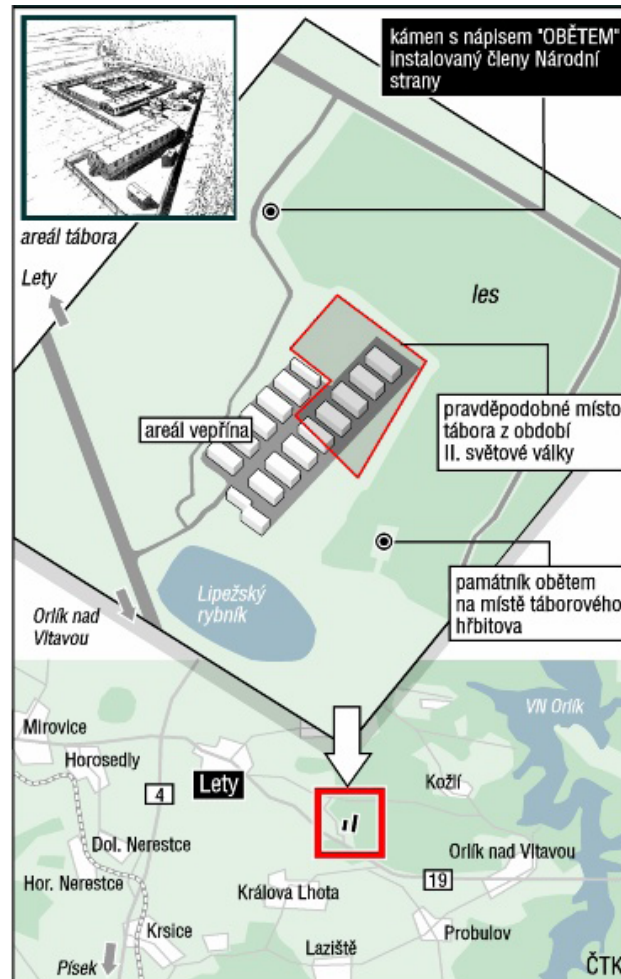 kámen s nápisem "OBĚTEM"
Instalovaný členy Národní
strany
areál tábora
Lety
les
areál vepřína
pravděpodobné místo
tábora z období
II. světové války
Lipežský
rybník
památník obětem
na místě táborového
hřbitova
Orlík nad
Vltavou
VN Orlík
Mirovice
Horosedly
4
Lety
Kožlí
Dol. Nerestce
Orlík nad Vltavou
Hor. Nerestce
19
Králova Lhota
Krsice
Probulov
Laziště
Písek
ČTK